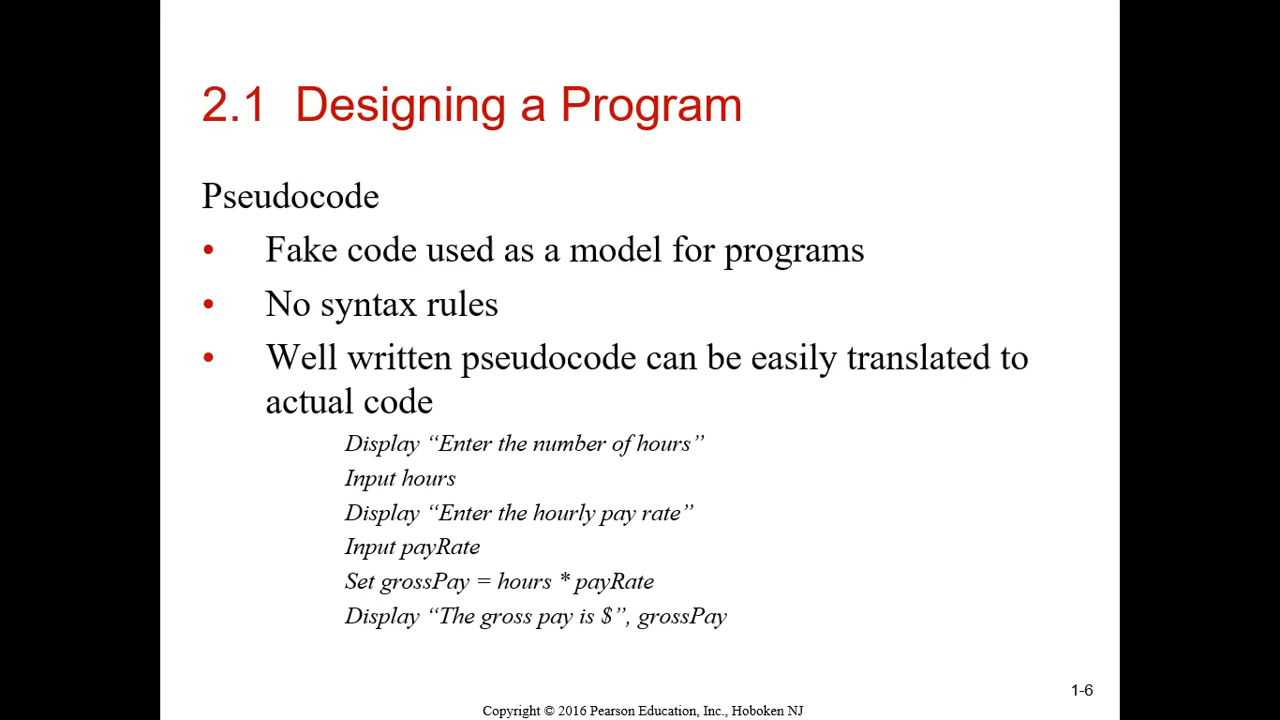 2.1 Designing a Program
Pseudocode
• Fake code used as a model for programs
• No syntax rules
• Well written pseudocode can be easily translated to
actual code
Display “Enter the number of hours”
Input hours
Display “Enter the hourly pay rate”
Input payRate
Set grossPay = hours * payRate
Display “The gross pay is $”, grossPay
1-6
Copyright © 2016 Pearson Education, Inc., Hoboken NJ